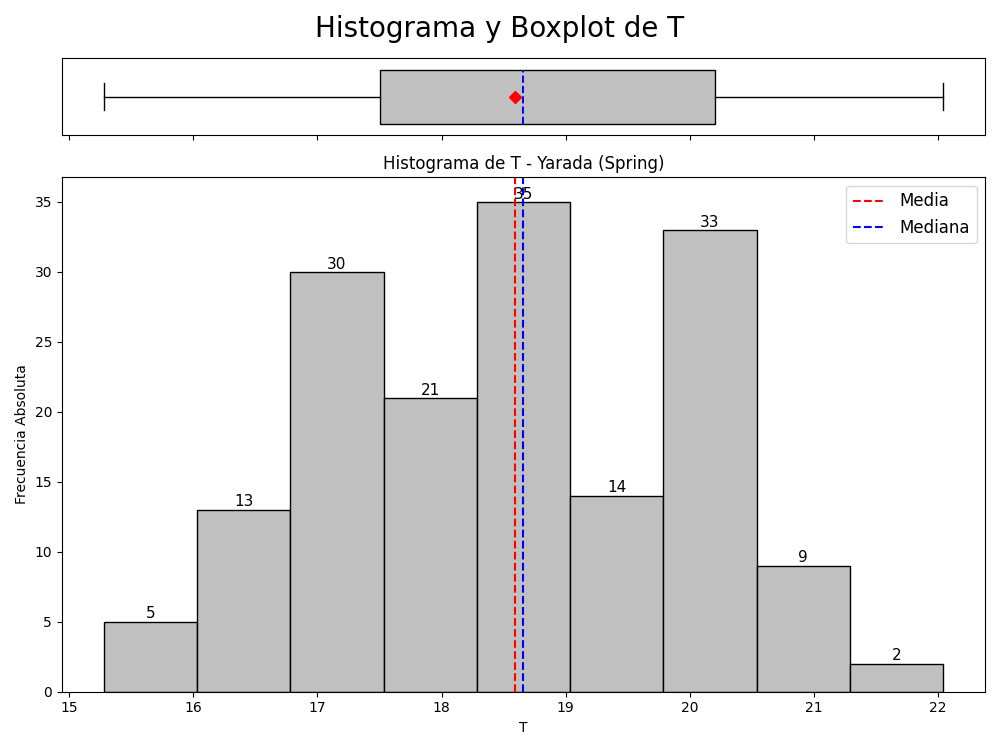 Histograma y Boxplot de T
Histograma de T - Yarada (Spring)
Media
Mediana
Frecuencia Absoluta
35
30
25
20
15
10
5
0
5
13
30
21
35
14
33
9
2
15 16 17 18 19 20 21 22
T